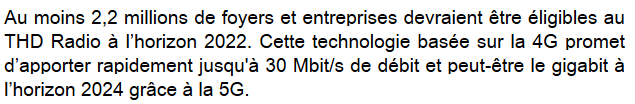 Au moins 2,2 millions de foyers et entreprises devraient être éligibles au
THD Radio à l’horizon 2022. Cette technologie basée sur la 4G promet
d’apporter rapidement jusqu'à 30 Mbit/s de débit et peut-être le gigabit à
l’horizon 2024 grâce à la 5G.